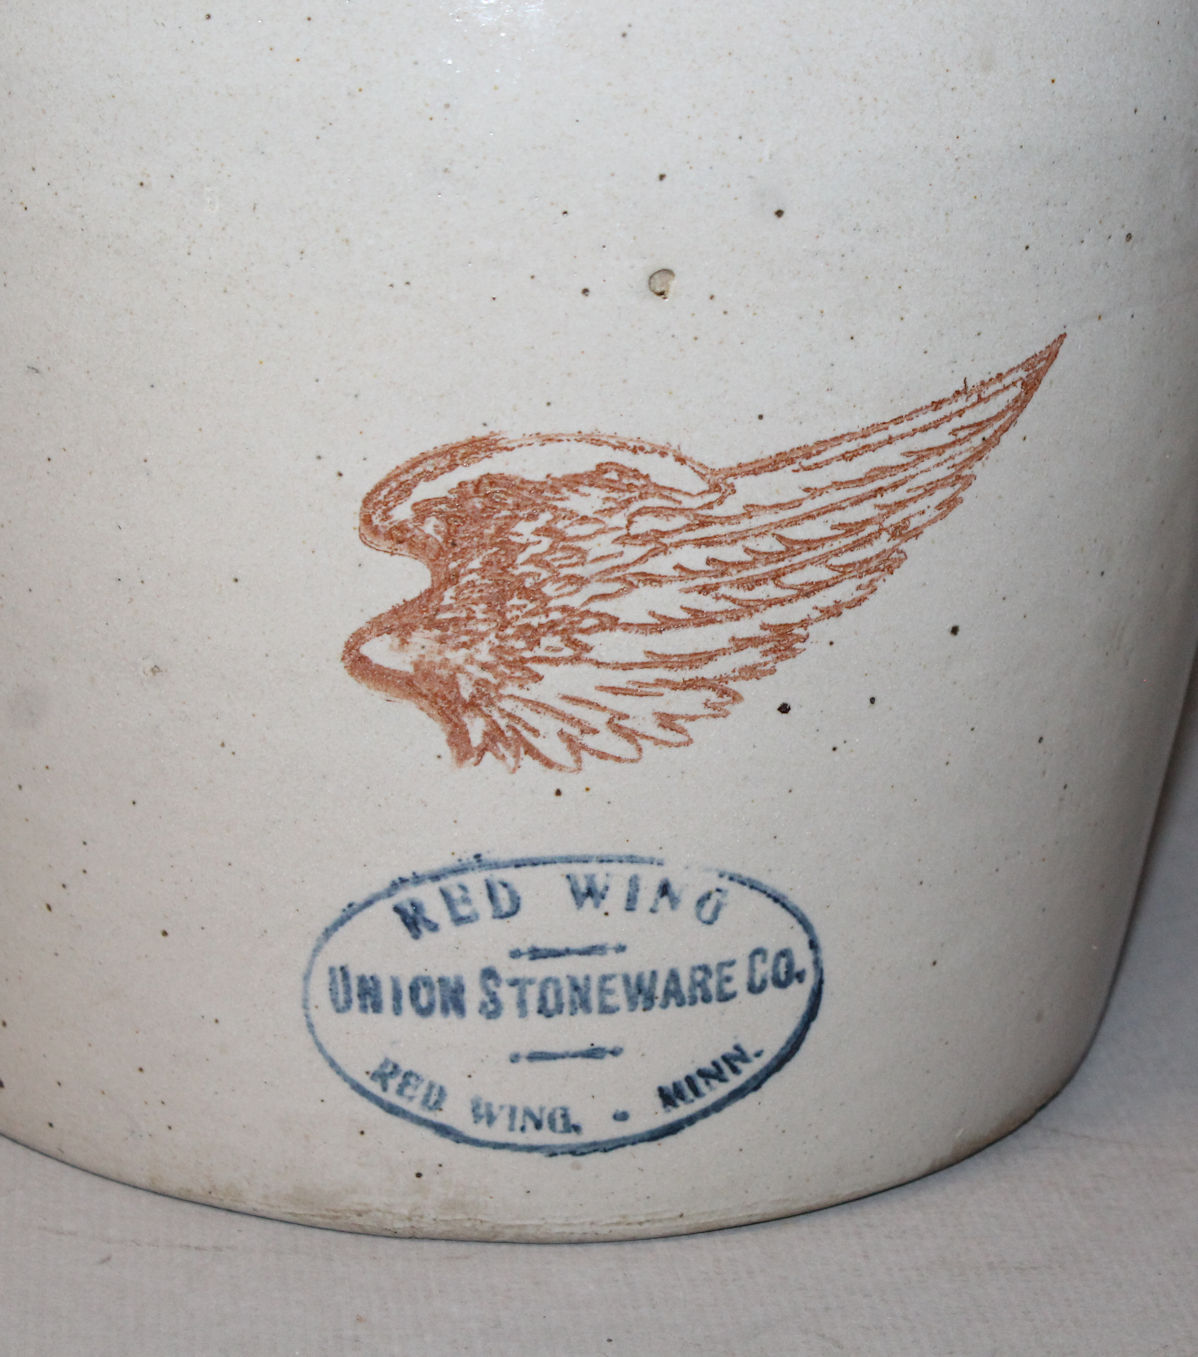 RED WING
UNION STONEWARE CO.
RED WING. • MINN.